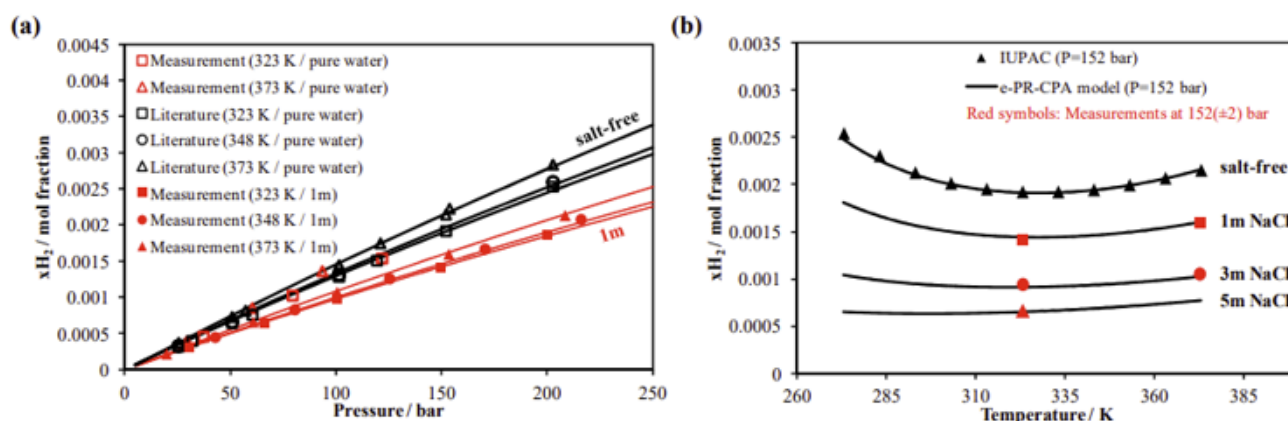 (a)
0.0045
0.004
0.0035
0.003
0.0025
0.002
0.0015
0.001
0.0005
0
xH2 / mol fraction
Measurement (323 K / pure water)
Measurement (373 K / pure water)
Literature (323 K / pure water)
Literature (348 K / pure water)
Literature (373 K / pure water)
Measurement (323 K / 1m)
Measurement (348 K / 1m)
Measurement (373 K / 1m)
salt-free
1m
0 50 100 150 200 250
Pressure / bar
(b)
0.0035
0.003
0.0025
0.002
0.0015
0.001
0.0005
0
xH2 / mol fraction
IUPAC (P=152 bar)
e-PR-CPA model (P=152 bar)
Red symbols: Measurements at 152(±2) bar
salt-free
1m NaCl
3m NaCl
5m NaCl
260 285 310 335 360 385
Temperature / K